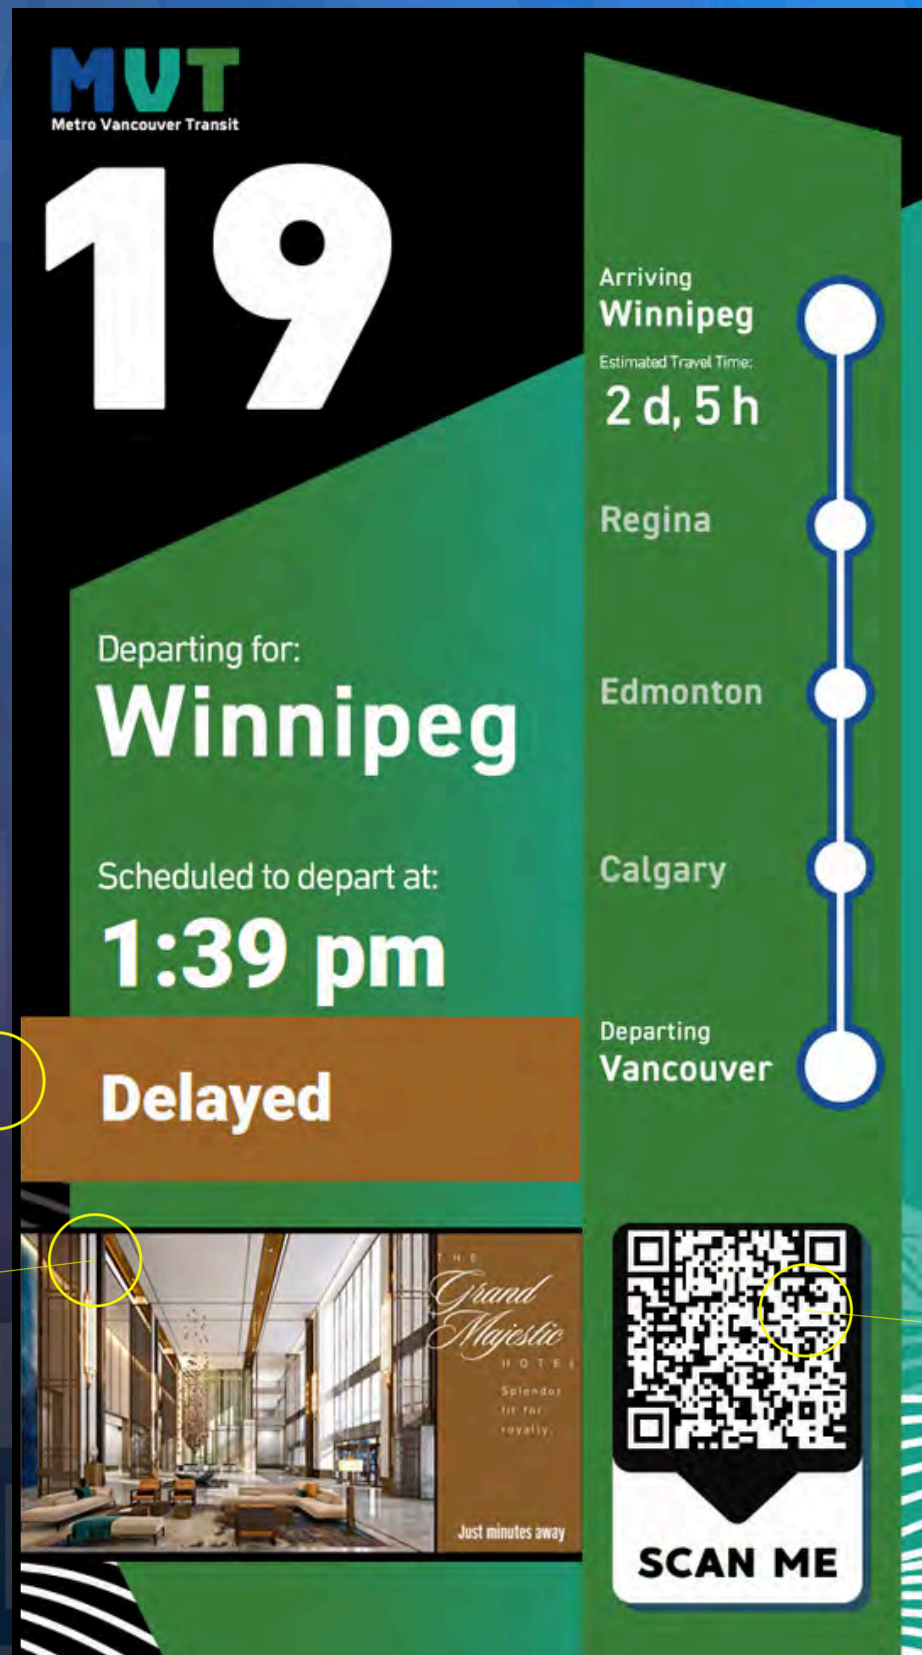 MVT
Metro Vancouver Transit
19
Departing for:
Winnipeg
Scheduled to depart at:
1:39 pm
Delayed
THE
Grand
Majestic
HOTEL
Splendor
fit for
royalty.
Just minutes away
Arriving
Winnipeg
Estimated Travel Time:
2 d, 5 h
Regina
Edmonton
Calgary
Departing
Vancouver
SCAN ME